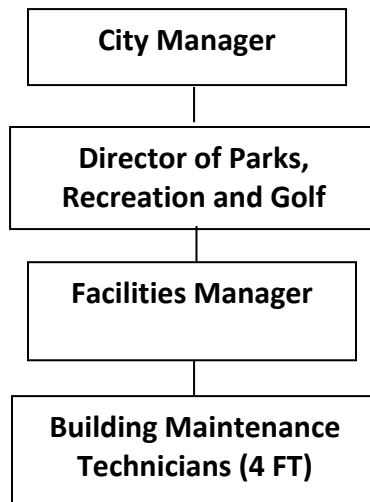 City Manager
Director of Parks,
Recreation and Golf
Facilities Manager
Building Maintenance
Technicians (4 FT)